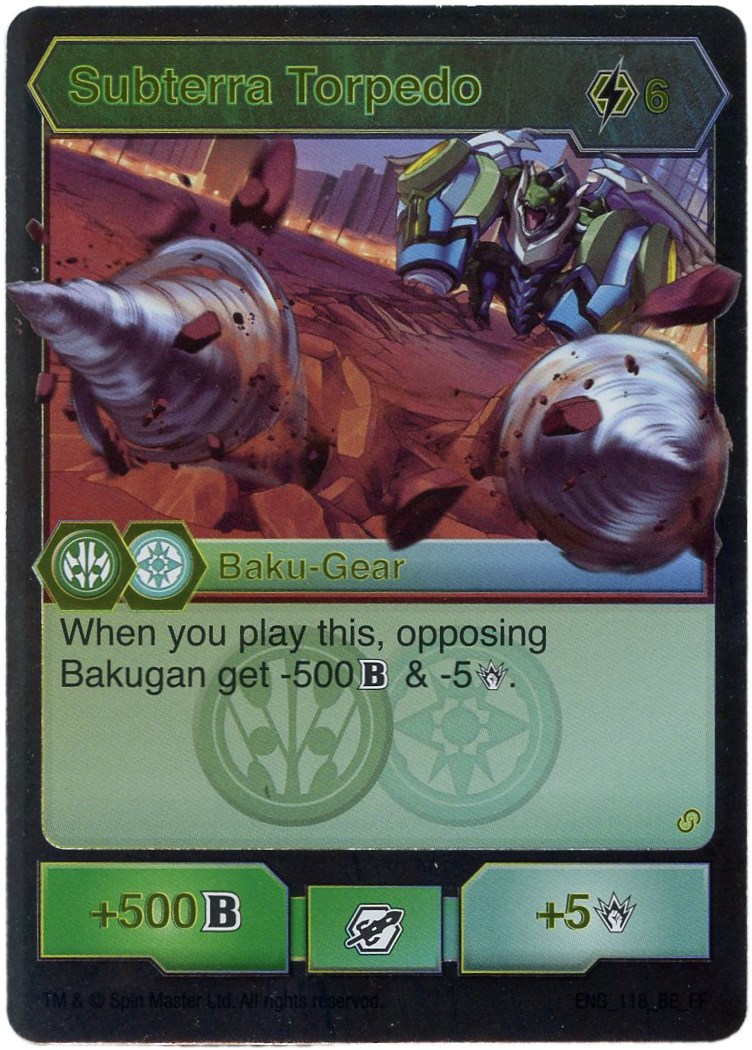 Subterra Torpedo 6
Baku-Gear
When you play this, opposing
Bakugan get -500B & -5.
+500B +5
TM & © Spin Master Ltd. All rights reserved. ENG_118_BE_FF